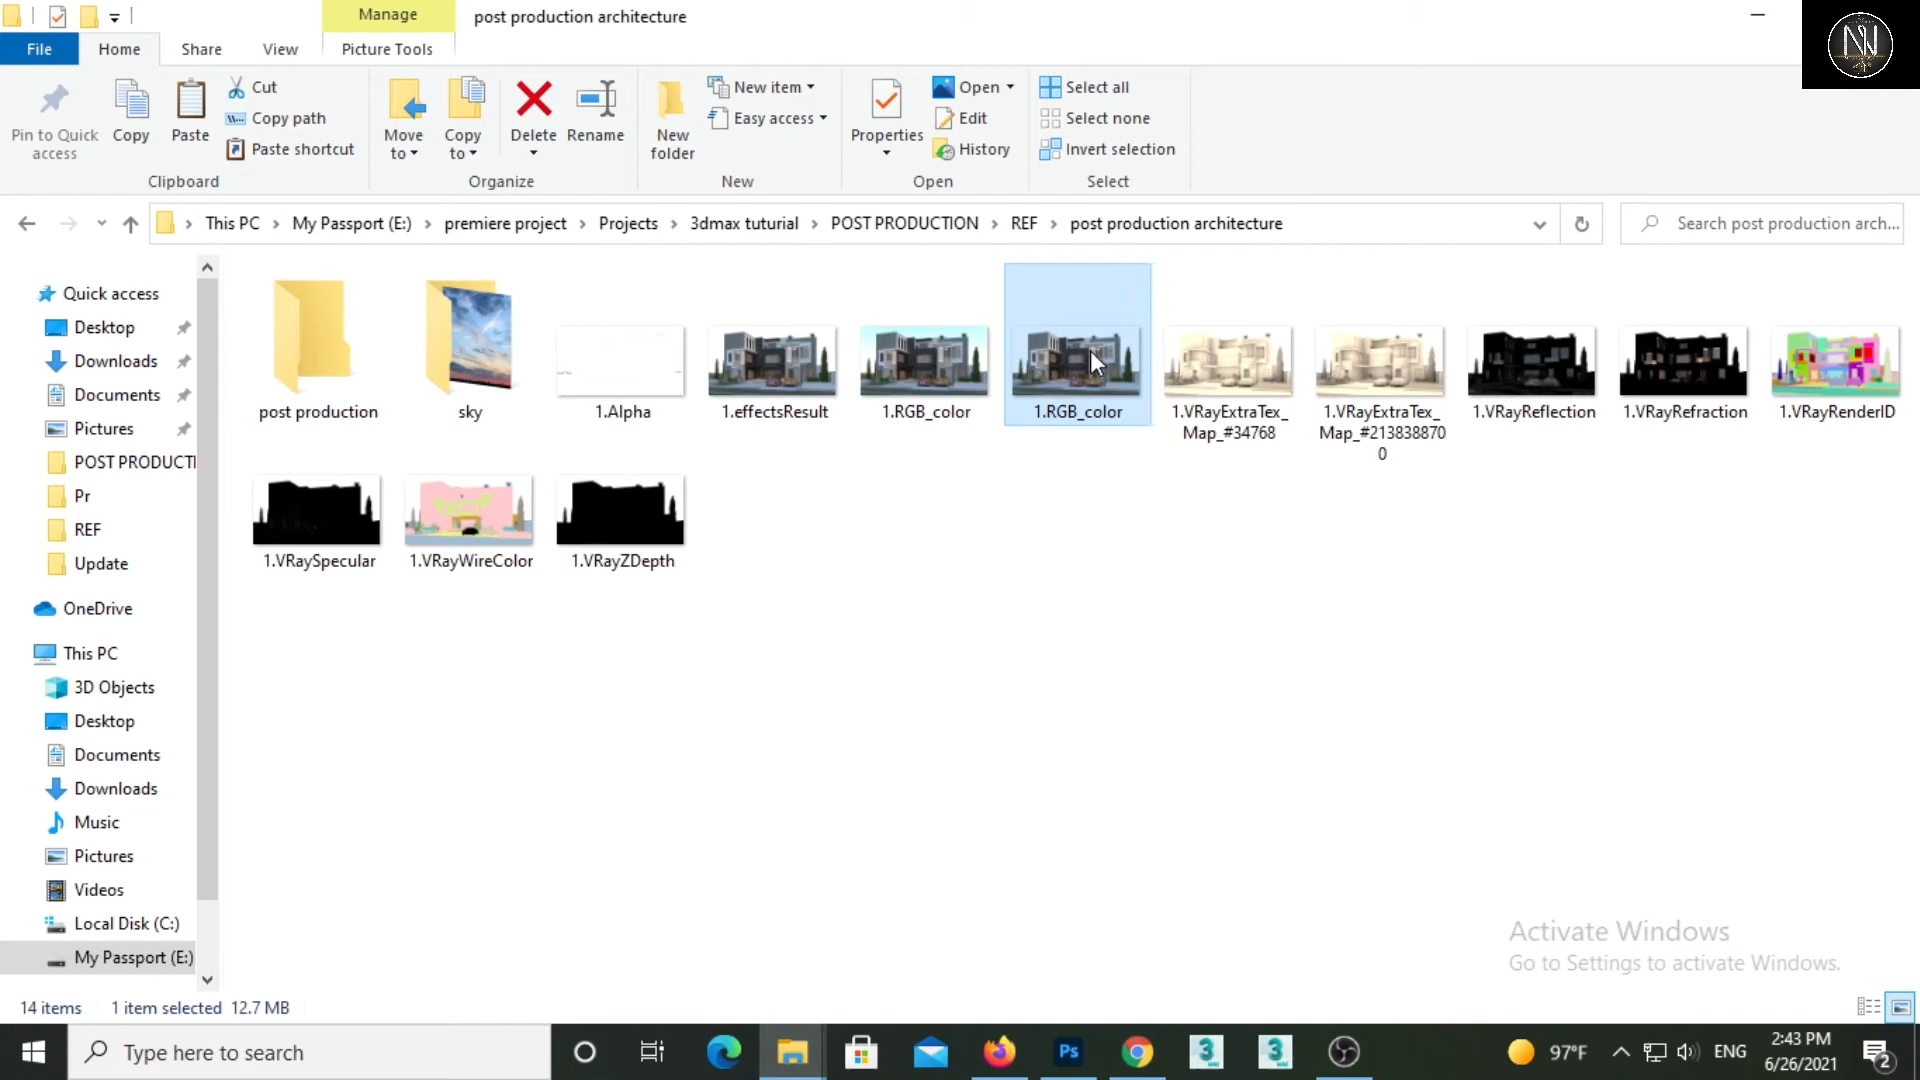 Manage
post production architecture
File
Home
Share
View
Picture Tools
Pin to Quick access
Copy
Paste
Cut
Copy path
Paste shortcut
Clipboard
Move to
Copy to
Delete
Rename
Organize
New folder
New item
Easy access
New
Properties
Open
Edit
History
Open
Select all
Select none
Invert selection
Select
This PC
My Passport (E:)
premiere project
Projects
3dmax tuturial
POST PRODUCTION
REF
post production architecture
Search post production arch...
Quick access
Desktop
Downloads
Documents
Pictures
POST PRODUCTI
Pr
REF
Update
OneDrive
This PC
3D Objects
Desktop
Documents
Downloads
Music
Pictures
Videos
Local Disk (C:)
My Passport (E:)
post production
sky
1.Alpha
1.effectsResult
1.RGB_color
1.RGB_color
1.VRayExtraTex_
Map_#34768
1.VRayExtraTex_
Map_#213838870
0
1.VRayReflection
1.VRayRefraction
1.VRayRenderID
1.VRaySpecular
1.VRayWireColor
1.VRayZDepth
Activate Windows
Go to Settings to activate Windows.
14 items
1 item selected 12.7 MB
Type here to search
Ps
3
3
97°F
ENG
2:43 PM
6/26/2021
2